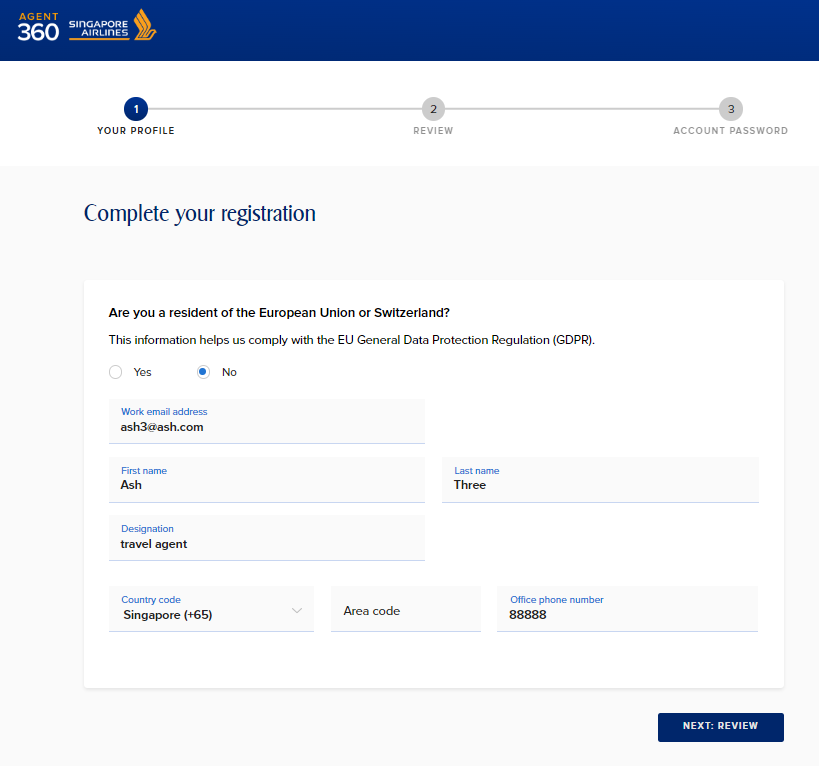 AGENT
360
SINGAPORE
AIRLINES
1
2
3
YOUR PROFILE
REVIEW
ACCOUNT PASSWORD
Complete your registration
Are you a resident of the European Union or Switzerland?
This information helps us comply with the EU General Data Protection Regulation (GDPR).
Yes
No
Work email address
ash3@ash.com
First name
Ash
Last name
Three
Designation
travel agent
Country code
Singapore (+65)
Area code
Office phone number
88888
NEXT: REVIEW